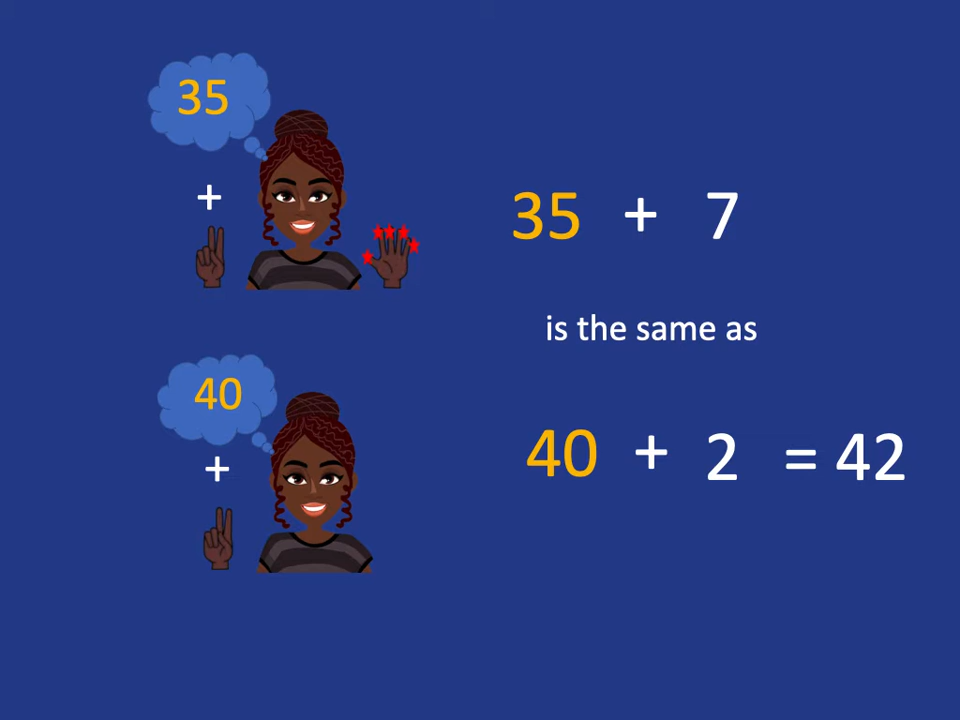 35
+
35 + 7
is the same as
40
+
40 + 2 = 42